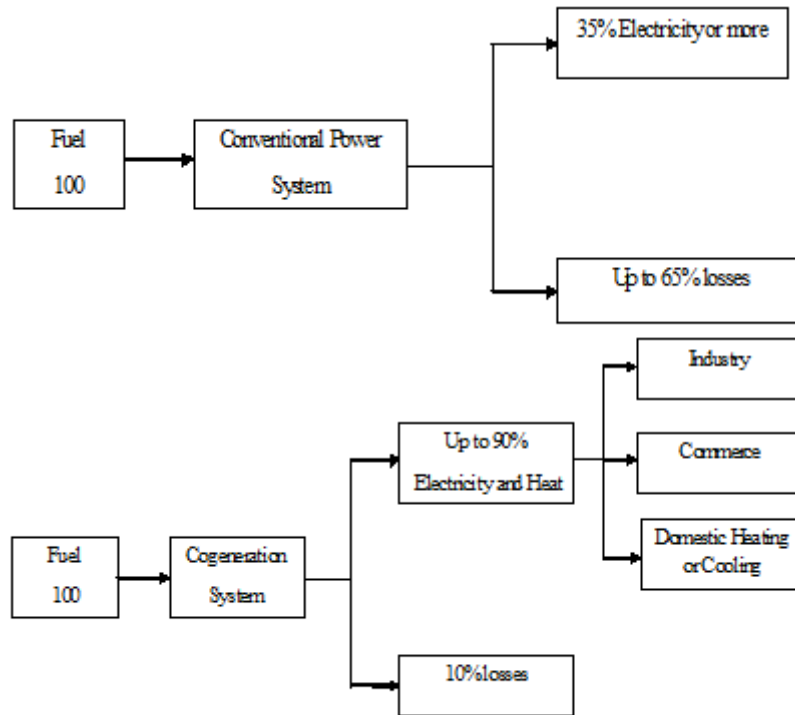 35% Electricity or more
Fuel
100
Conventional Power
System
Up to 65% losses
Industry
Up to 90%
Electricity and Heat
Commerce
Fuel
100
Cogeneration
System
Domestic Heating
or Cooling
10% losses